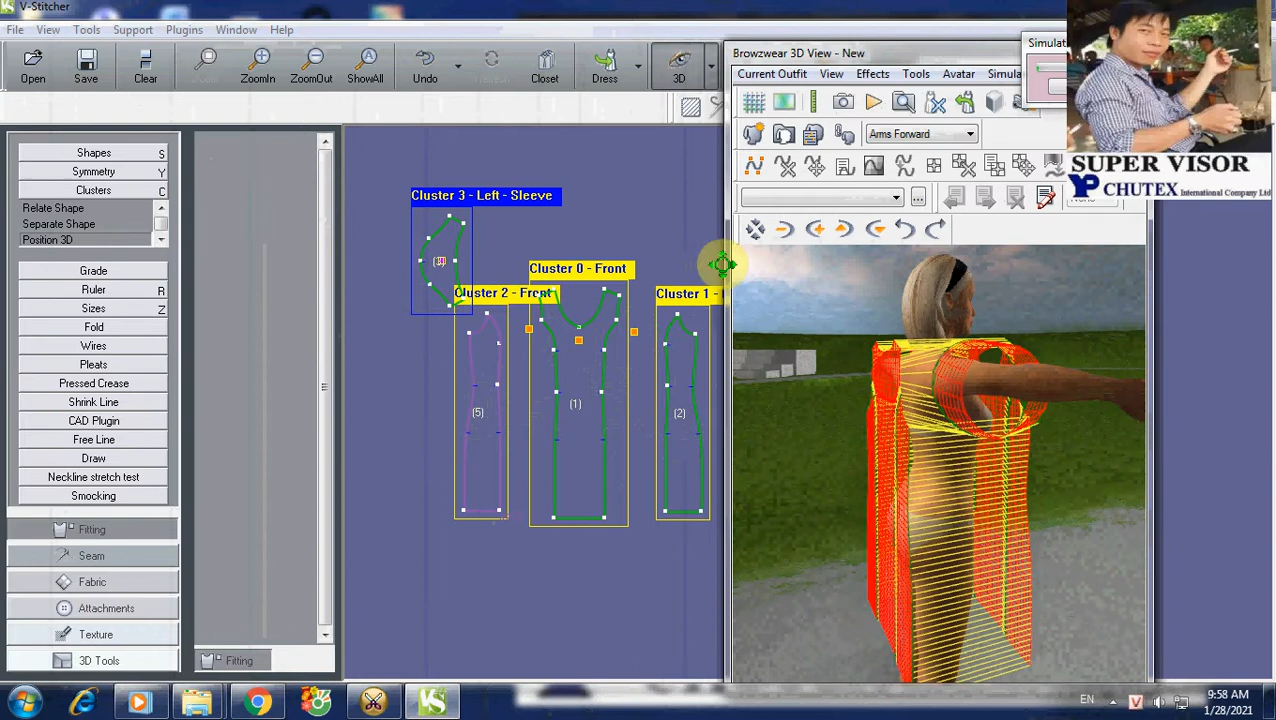 V-Stitcher
File View Tools Support Plugins Window Help
Open Save Clear ZoomIn ZoomOut ShowAll Undo Closet Dress 3D
Browzwear 3D View - New
Current Outfit View Effects Tools Avatar
Arms Forward
SUPER VISOR
CHUTEX International Company Ltd
Shapes S
Symmetry Y
Clusters C
Relate Shape
Separate Shape
Position 3D
Grade
Ruler R
Sizes Z
Fold
Wires
Pleats
Pressed Crease
Shrink Line
CAD Plugin
Free Line
Draw
Neckline stretch test
Smocking
Fitting
Seam
Fabric
Attachments
Texture
3D Tools
Fitting
Cluster 3 - Left - Sleeve
Cluster 0 - Front
Cluster 2 - Front
Cluster 1 -
(5)
(1)
(2)
EN
9:58 AM
1/28/2021